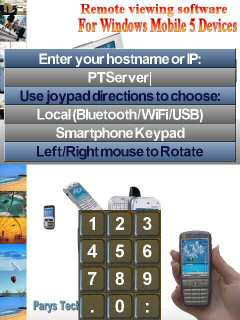 Remote viewing software
For Windows Mobile 5 Devices
Enter your hostname or IP:
PTServer|
Use joypad directions to choose:
Local (Bluetooth/WiFi/USB)
Smartphone Keypad
Left/Right mouse to Rotate
1 2 3
4 5 6
7 8 9
. 0 :
Parys Tech